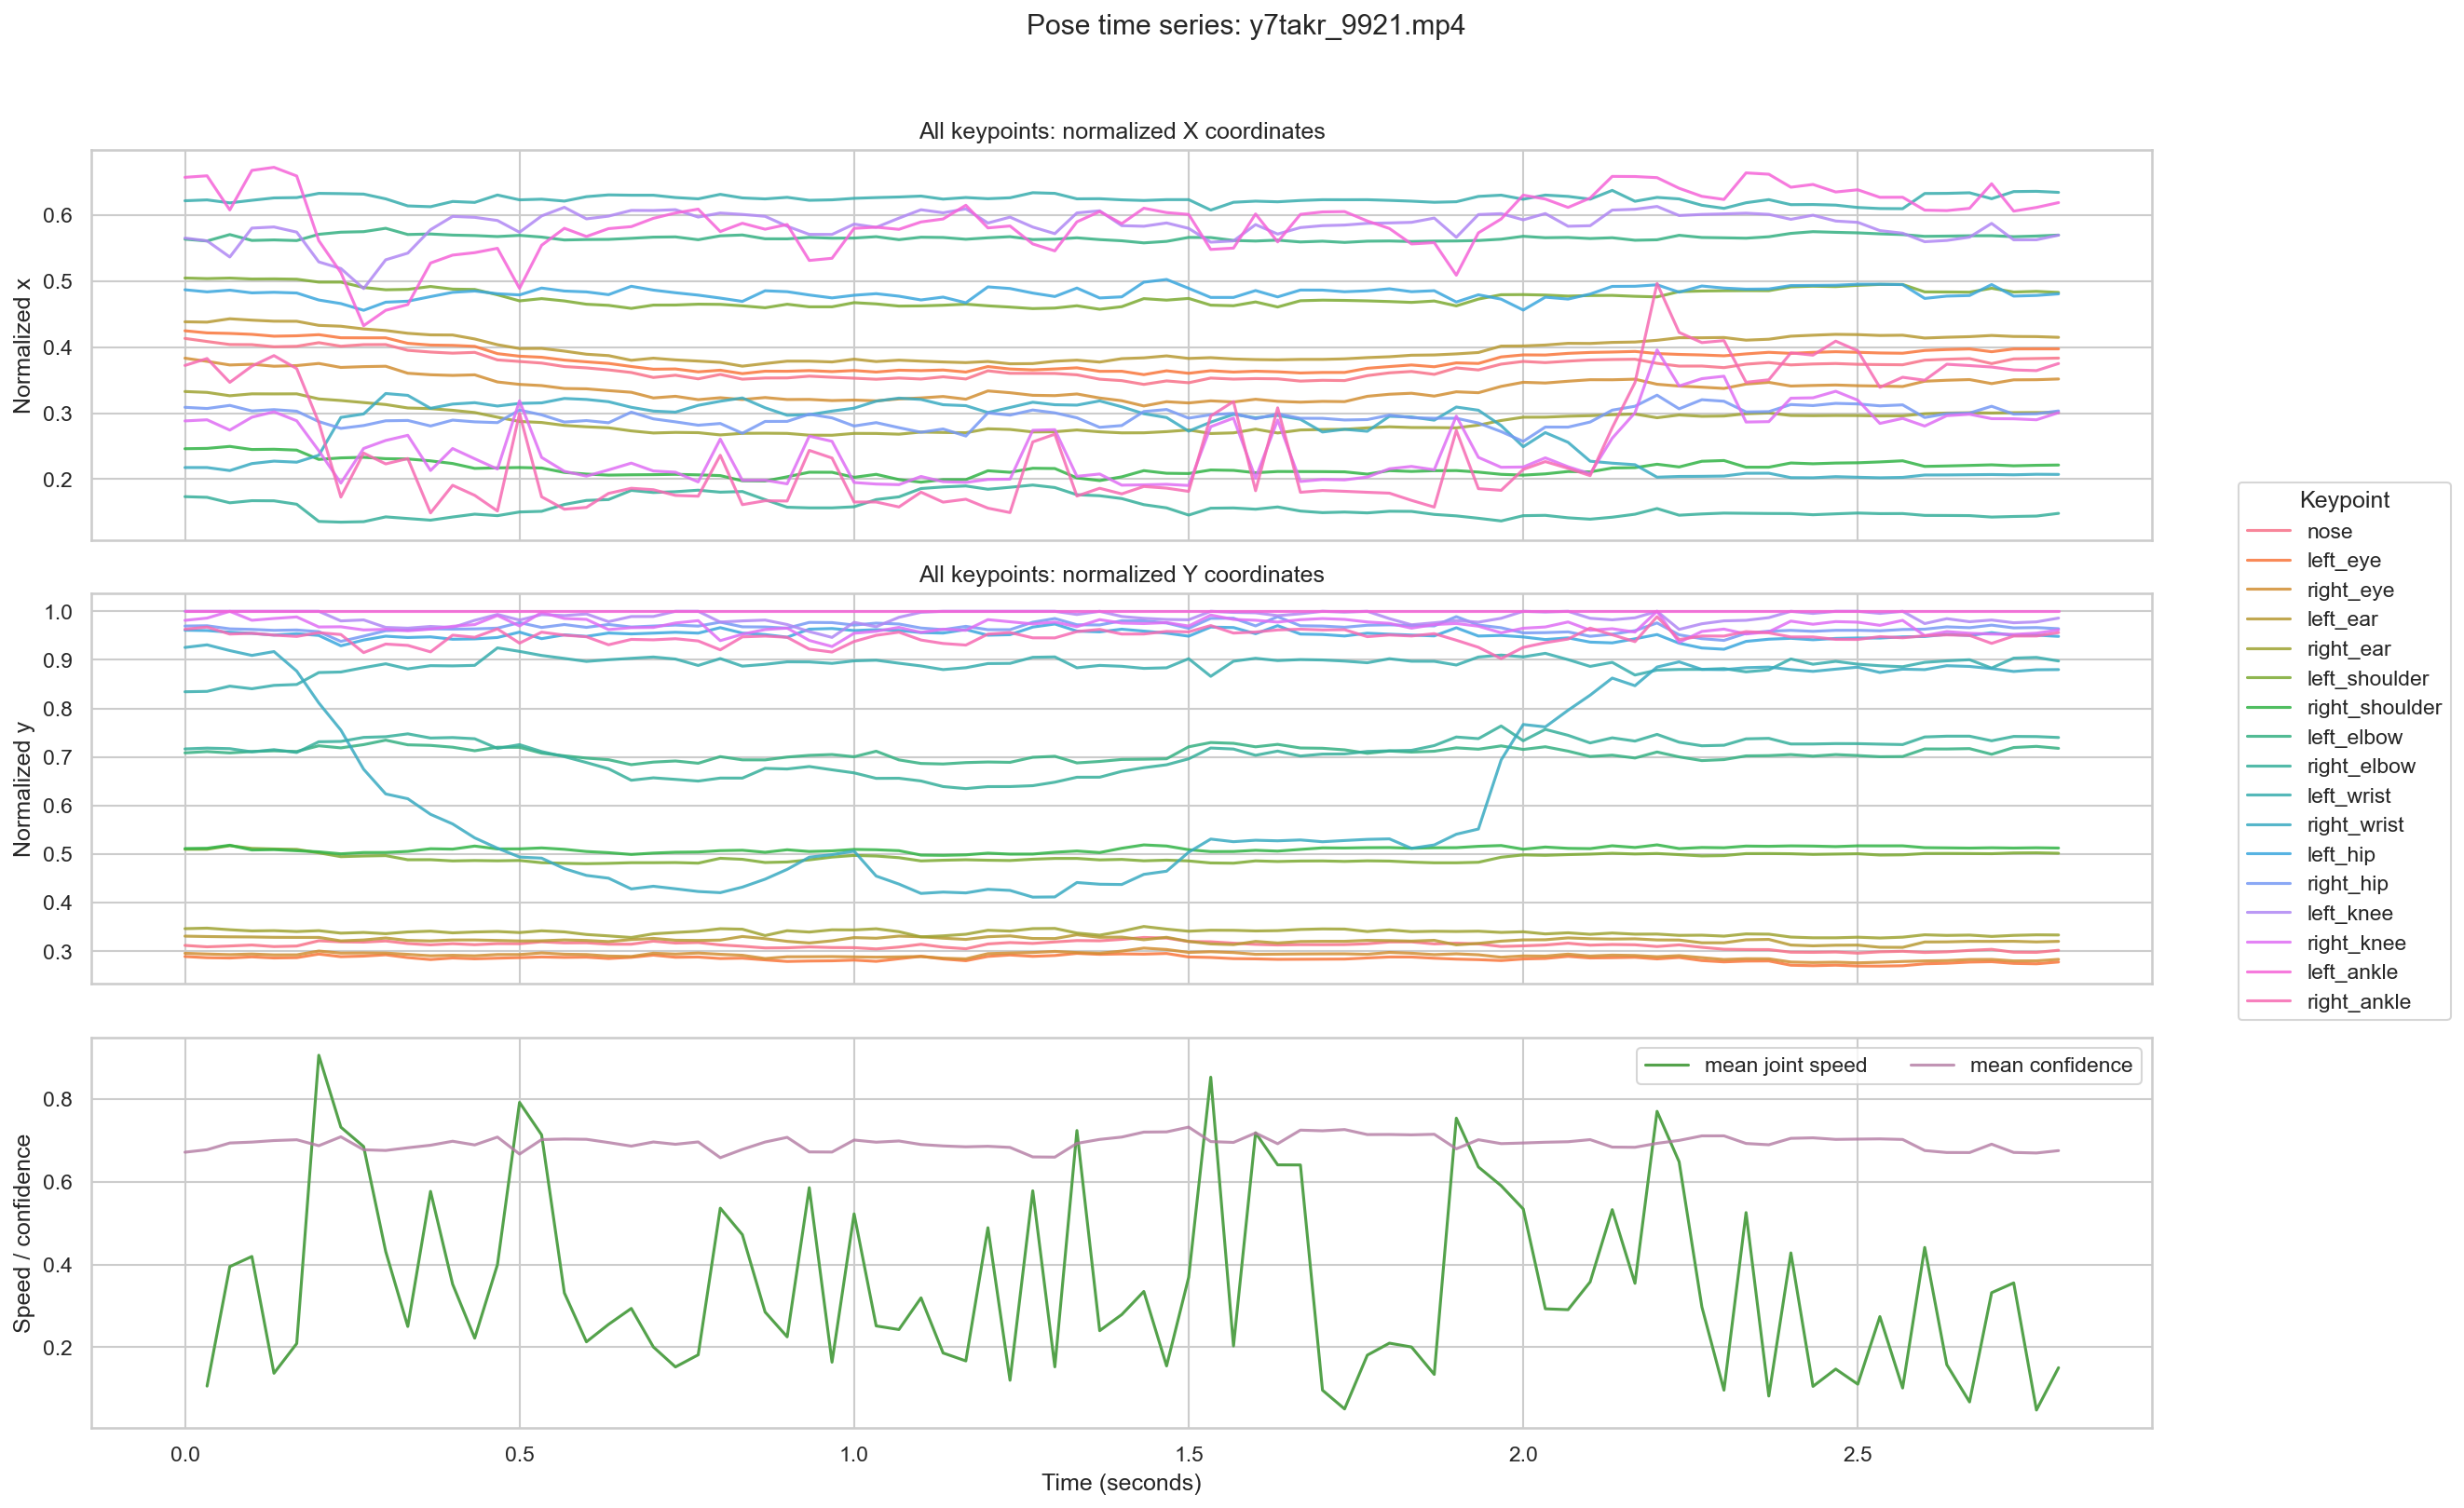 Pose time series: y7takr_9921.mp4
All keypoints: normalized X coordinates
Normalized x
0.6
0.5
0.4
0.3
0.2
All keypoints: normalized Y coordinates
Normalized y
1.0
0.9
0.8
0.7
0.6
0.5
0.4
0.3
Keypoint
nose
left_eye
right_eye
left_ear
right_ear
left_shoulder
right_shoulder
left_elbow
right_elbow
left_wrist
right_wrist
left_hip
right_hip
left_knee
right_knee
left_ankle
right_ankle
mean joint speed
mean confidence
Speed / confidence
0.8
0.6
0.4
0.2
0.0 0.5 1.0 1.5 2.0 2.5
Time (seconds)